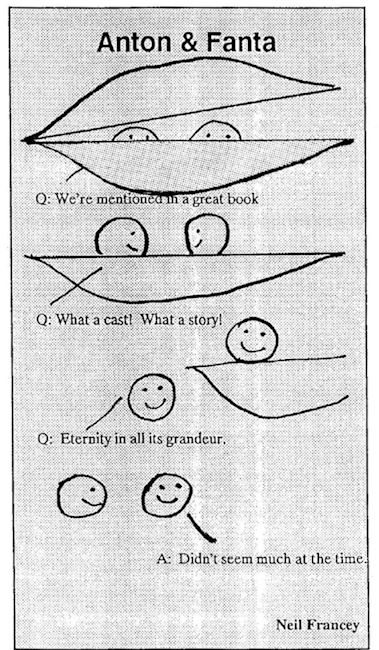 Anton & Fanta
Q: We're mentioned in a great book
Q: What a cast! What a story!
Q: Eternity in all its grandeur.
A: Didn't seem much at the time.
Neil Francey